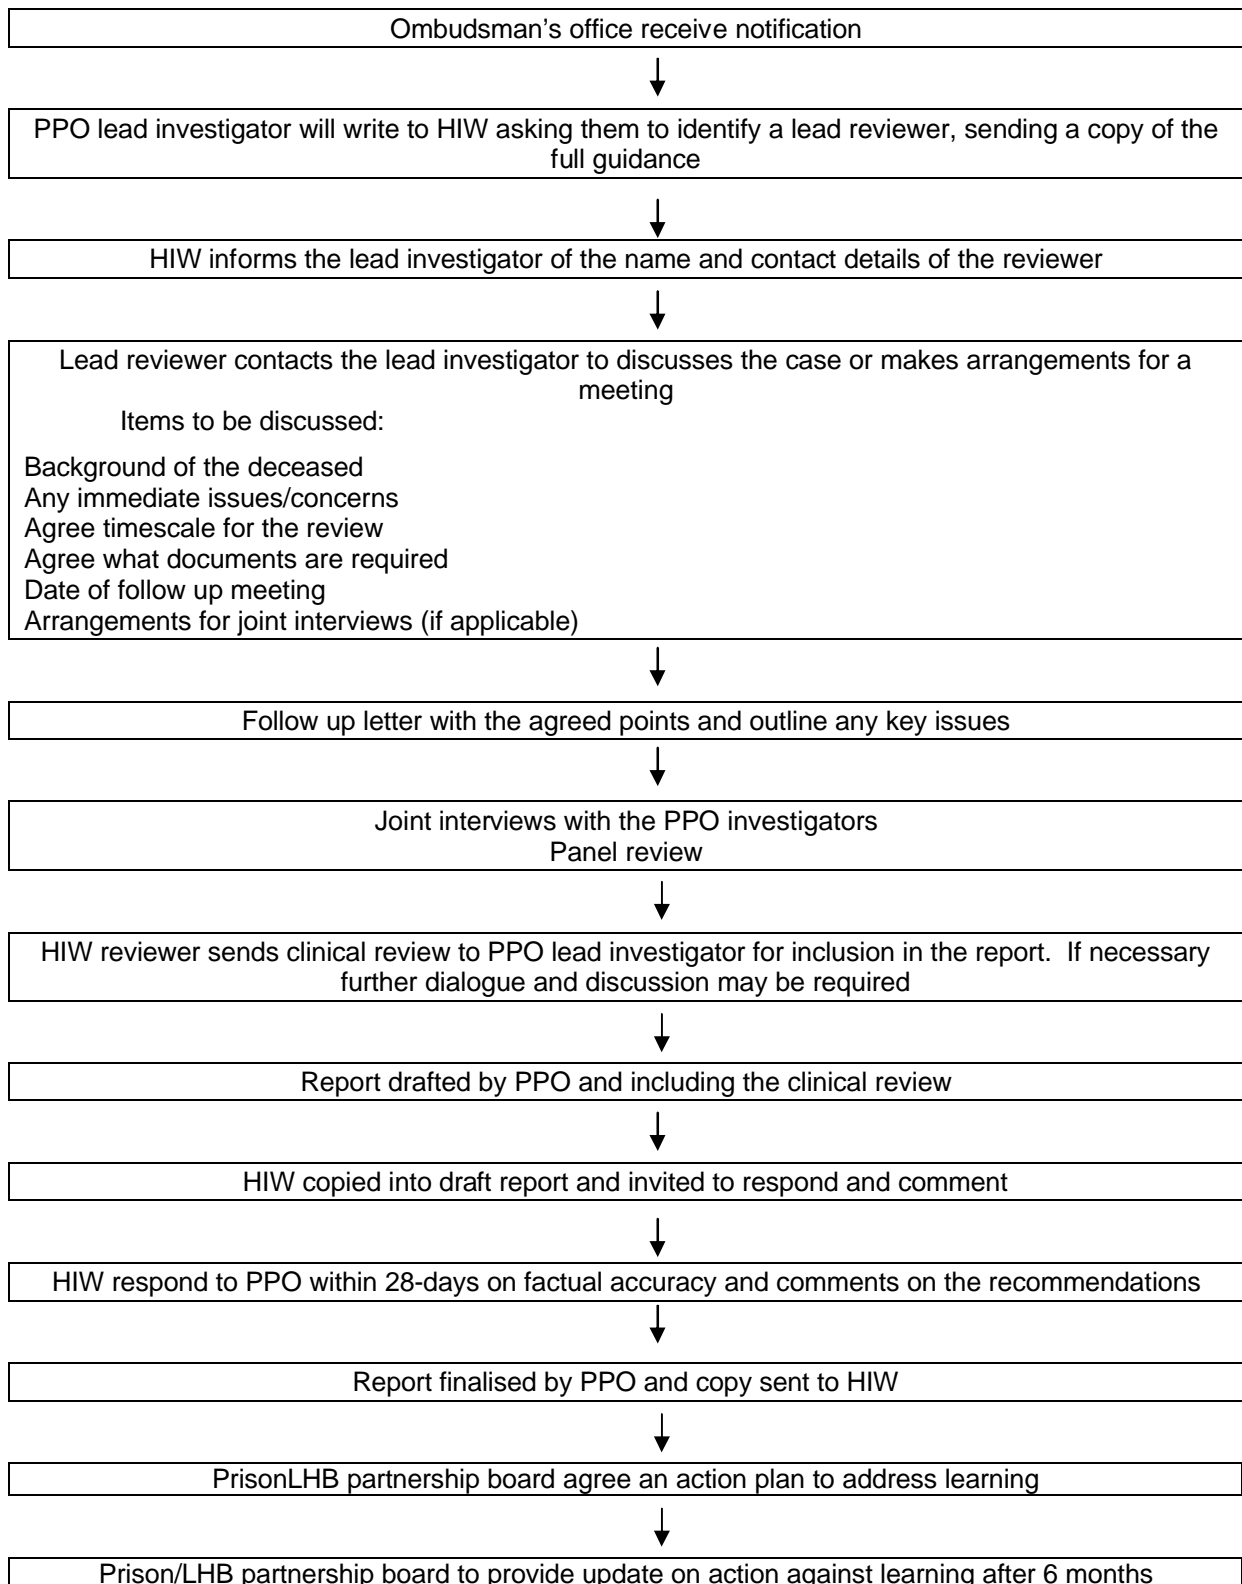 Ombudsman’s office receive notification
PPO lead investigator will write to HIW asking them to identify a lead reviewer, sending a copy of the
full guidance
HIW informs the lead investigator of the name and contact details of the reviewer
Lead reviewer contacts the lead investigator to discusses the case or makes arrangements for a
meeting
Items to be discussed:
Background of the deceased
Any immediate issues/concerns
Agree timescale for the review
Agree what documents are required
Date of follow up meeting
Arrangements for joint interviews (if applicable)
Follow up letter with the agreed points and outline any key issues
Joint interviews with the PPO investigators
Panel review
HIW reviewer sends clinical review to PPO lead investigator for inclusion in the report.  If necessary
further dialogue and discussion may be required
Report drafted by PPO and including the clinical review
HIW copied into draft report and invited to respond and comment
HIW respond to PPO within 28-days on factual accuracy and comments on the recommendations
Report finalised by PPO and copy sent to HIW
PrisonLHB partnership board agree an action plan to address learning
Prison/LHB partnership board to provide update on action against learning after 6 months